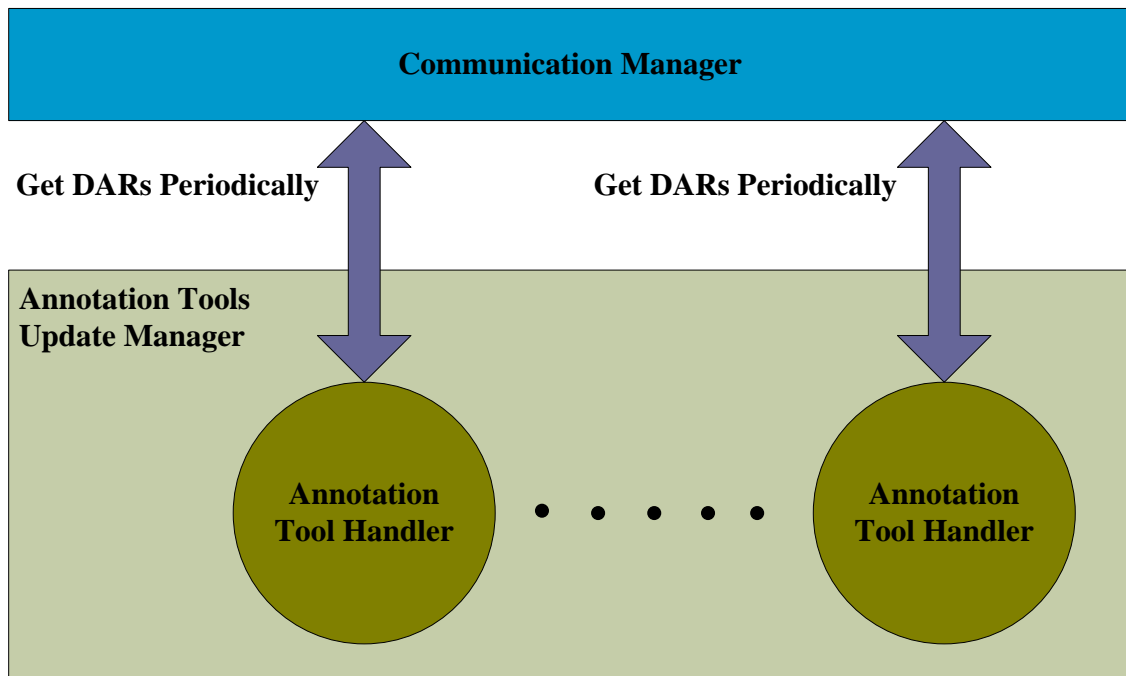 Communication Manager
Get DARs Periodically
Get DARs Periodically
Annotation Tools
Update Manager
Annotation
Tool Handler
Annotation
Tool Handler